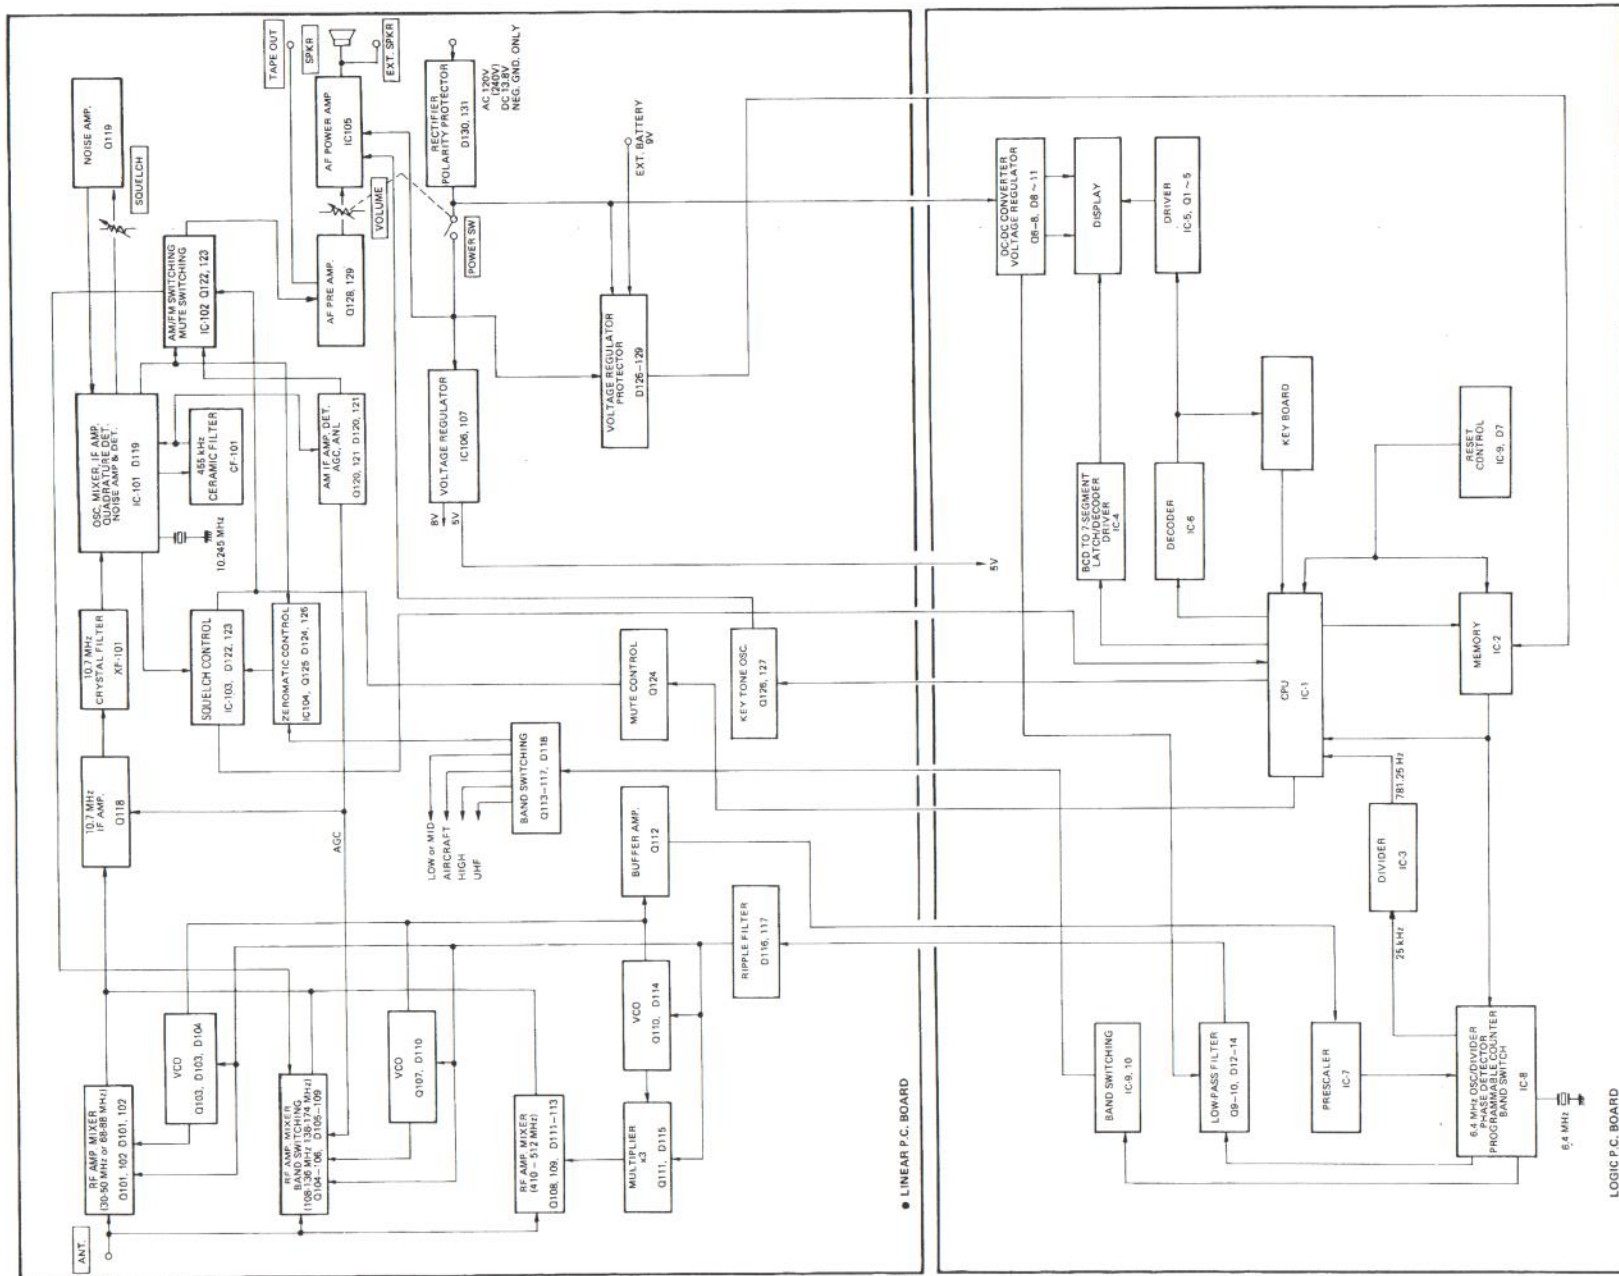 ANT.
RF AMP. MIXER
(30-50 MHz or 68-88 MHz)
Q101, 102 D101, 102
VCO
Q103, D103, D104
RF AMP. MIXER
BAND SWITCHING
(108-136 MHz 138-174 MHz)
Q104-106, D105-109
VCO
Q107, D110
RF AMP. MIXER
(410 - 512 MHz)
Q108, 109, D111-113
MULTIPLIER
x3
Q111, D115
VCO
Q110, D114
RIPPLE FILTER
D116, 117
BUFFER AMP.
Q112
10.7 MHz
IF AMP.
Q118
AGC
10.7 MHz
CRYSTAL FILTER
XF-101
OSC, MIXER, IF AMP.
QUADRATURE DET.
NOISE AMP & DET.
IC-101 D119
455 kHz
CERAMIC FILTER
CF-101
10.245 MHz
SQUELCH CONTROL
IC-103, D122, 123
ZEROMATIC CONTROL
IC104, Q125 D124, 125
BAND SWITCHING
Q113-117, D118
LOW or MID
AIRCRAFT
HIGH
UHF
MUTE CONTROL
Q124
KEY TONE OSC.
Q126, 127
AM IF AMP, DET.
AGC, ANL
Q120, 121 D120, 121
NOISE AMP.
Q119
SQUELCH
AM/FM SWITCHING
MUTE SWITCHING
IC-102 Q122, 123
AF PRE AMP.
Q128, 129
VOLUME
AF POWER AMP.
IC105
TAPE OUT
SPKR
EXT. SPKR
RECTIFIER
POLARITY PROTECTOR
D130, 131
AC 120V
(240V)
DC 13.8V
NEG. GND. ONLY
POWER SW
VOLTAGE REGULATOR
IC106, 107
8V
5V
5V
VOLTAGE REGULATOR
PROTECTOR
D126-129
EXT. BATTERY
9V
● LINEAR P.C. BOARD
DC-DC CONVERTER
VOLTAGE REGULATOR
Q6-8, D8 ~ 11
DISPLAY
DRIVER
IC-5, Q1 ~ 5
BCD TO 7-SEGMENT
LATCH/DECODER
DRIVER
IC-4
DECODER
IC-6
KEY BOARD
RESET
CONTROL
IC-9, D7
CPU
IC-1
MEMORY
IC-2
781.25 Hz
DIVIDER
IC-3
25 kHz
BAND SWITCHING
IC-9, 10
LOW-PASS FILTER
Q9-10, D12-14
PRESCALER
IC-7
6.4 MHz OSC/DIVIDER
PHASE DETECTOR
PROGRAMMABLE COUNTER
BAND SWITCH
IC-8
6.4 MHz
LOGIC P.C. BOARD